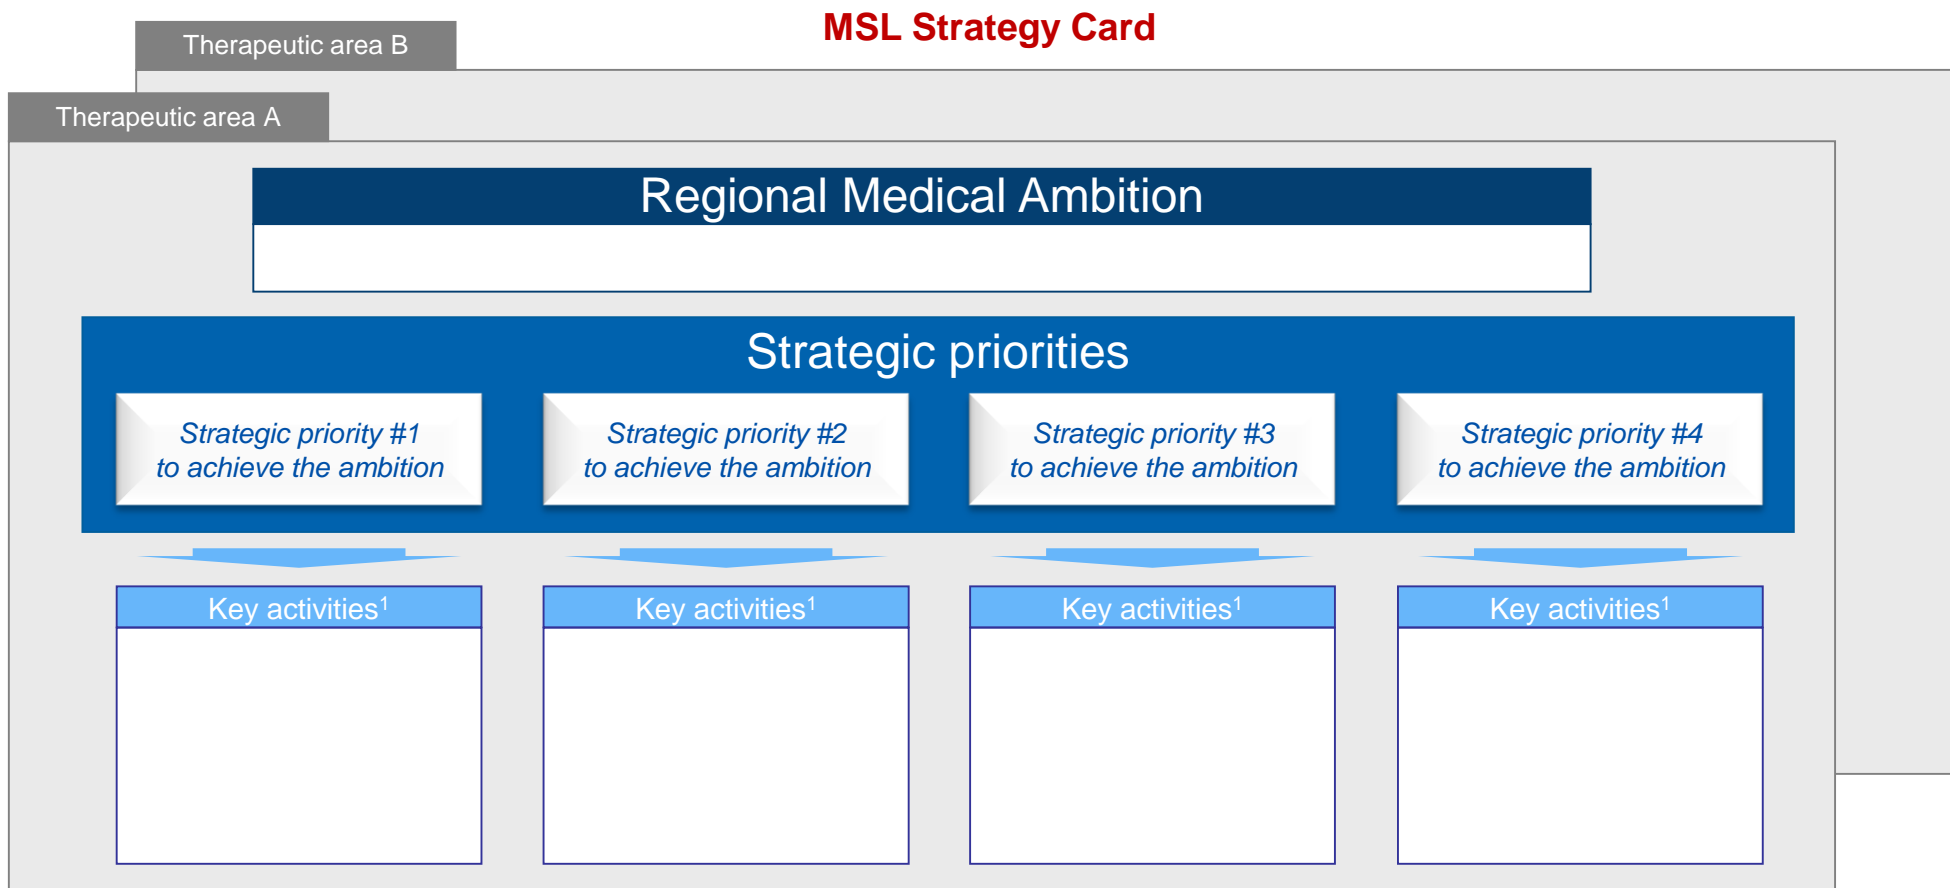 MSL Strategy Card
Therapeutic area B
Therapeutic area A
Regional Medical Ambition
Strategic priorities
Strategic priority #1
to achieve the ambition
Strategic priority #2
to achieve the ambition
Strategic priority #3
to achieve the ambition
Strategic priority #4
to achieve the ambition
Key activities¹
Key activities¹
Key activities¹
Key activities¹